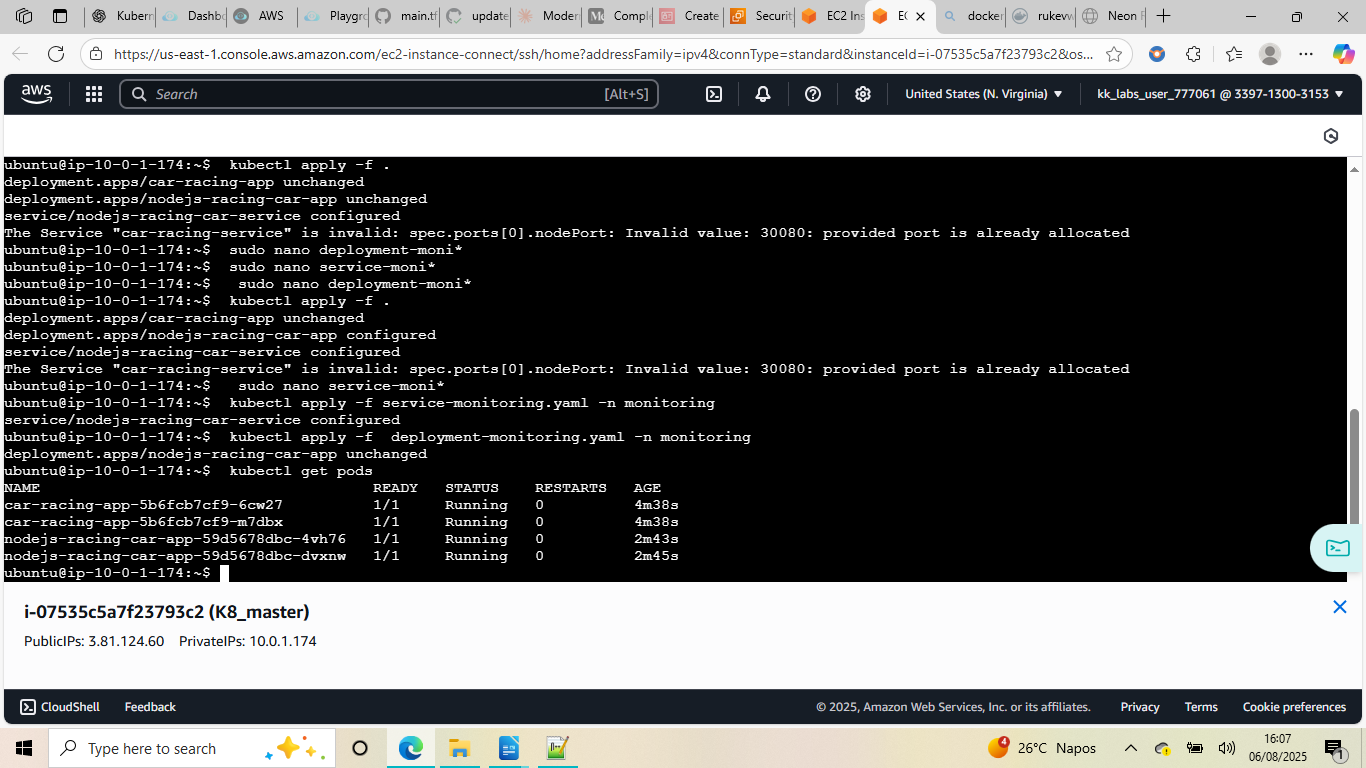 Kubern
Dashbo
AWS
Playgro
main.tf
update
Moder
Comple
Create
Securit
EC2 Ins
EC
docker
rukevw
Neon F
https://us-east-1.console.aws.amazon.com/ec2-instance-connect/ssh/home?addressFamily=ipv4&connType=standard&instanceId=i-07535c5a7f23793c2&os...
aws
Search
[Alt+S]
United States (N. Virginia)
kk_labs_user_777061 @ 3397-1300-3153
ubuntu@ip-10-0-1-174:~$  kubectl apply -f .
deployment.apps/car-racing-app unchanged
deployment.apps/nodejs-racing-car-app unchanged
service/nodejs-racing-car-service configured
The Service "car-racing-service" is invalid: spec.ports[0].nodePort: Invalid value: 30080: provided port is already allocated
ubuntu@ip-10-0-1-174:~$  sudo nano deployment-moni*
ubuntu@ip-10-0-1-174:~$  sudo nano service-moni*
ubuntu@ip-10-0-1-174:~$   sudo nano deployment-moni*
ubuntu@ip-10-0-1-174:~$  kubectl apply -f .
deployment.apps/car-racing-app unchanged
deployment.apps/nodejs-racing-car-app configured
service/nodejs-racing-car-service configured
The Service "car-racing-service" is invalid: spec.ports[0].nodePort: Invalid value: 30080: provided port is already allocated
ubuntu@ip-10-0-1-174:~$   sudo nano service-moni*
ubuntu@ip-10-0-1-174:~$  kubectl apply -f service-monitoring.yaml -n monitoring
service/nodejs-racing-car-service configured
ubuntu@ip-10-0-1-174:~$  kubectl apply -f  deployment-monitoring.yaml -n monitoring
deployment.apps/nodejs-racing-car-app unchanged
ubuntu@ip-10-0-1-174:~$  kubectl get pods
NAME READY STATUS RESTARTS AGE
car-racing-app-5b6fcb7cf9-6cw27 1/1 Running 0 4m38s
car-racing-app-5b6fcb7cf9-m7dbx 1/1 Running 0 4m38s
nodejs-racing-car-app-59d5678dbc-4vh76 1/1 Running 0 2m43s
nodejs-racing-car-app-59d5678dbc-dvxnw 1/1 Running 0 2m45s
ubuntu@ip-10-0-1-174:~$
i-07535c5a7f23793c2 (K8_master)
PublicIPs: 3.81.124.60 PrivateIPs: 10.0.1.174
CloudShell
Feedback
© 2025, Amazon Web Services, Inc. or its affiliates.
Privacy
Terms
Cookie preferences
Type here to search
4
26°C Napos
16:07
06/08/2025
1